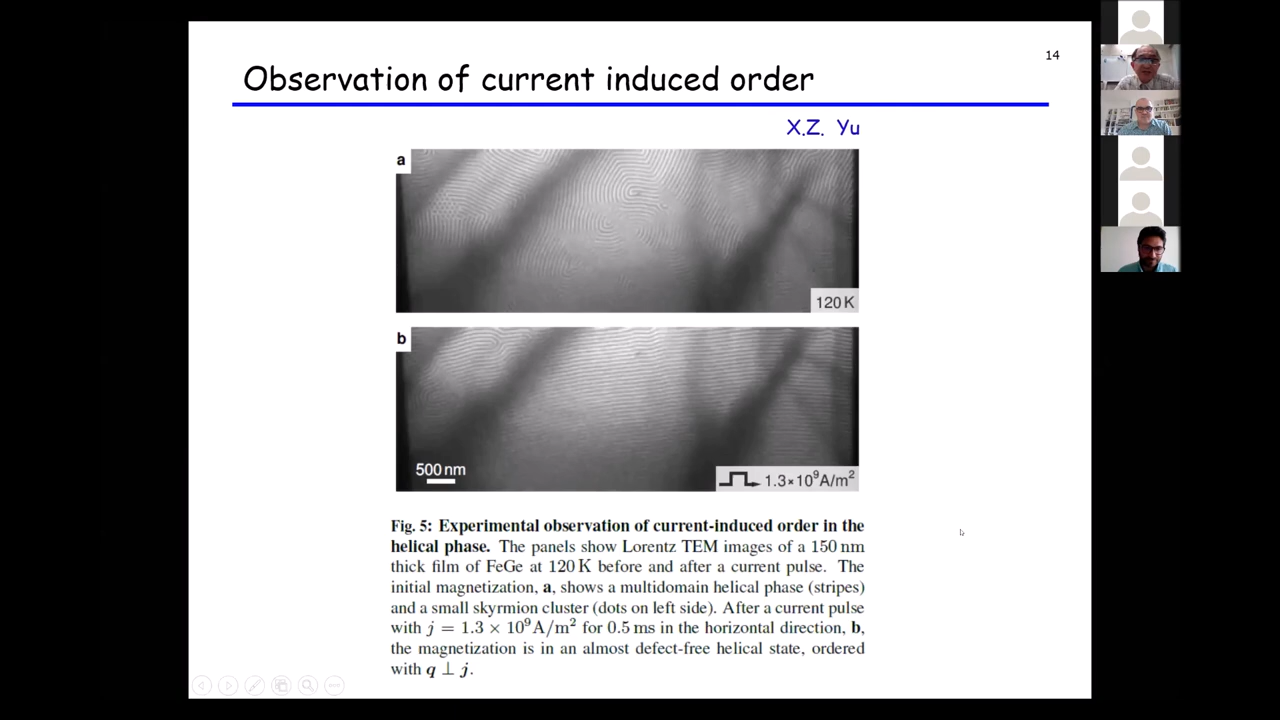 14
Observation of current induced order
X.Z. Yu
a
120 K
b
500 nm
1.3×10⁹A/m²
Fig. 5: Experimental observation of current-induced order in the
helical phase. The panels show Lorentz TEM images of a 150 nm
thick film of FeGe at 120 K before and after a current pulse. The
initial magnetization, a, shows a multidomain helical phase (stripes)
and a small skyrmion cluster (dots on left side). After a current pulse
with j = 1.3 × 10⁹A/m² for 0.5 ms in the horizontal direction, b,
the magnetization is in an almost defect-free helical state, ordered
with q ⊥ j.